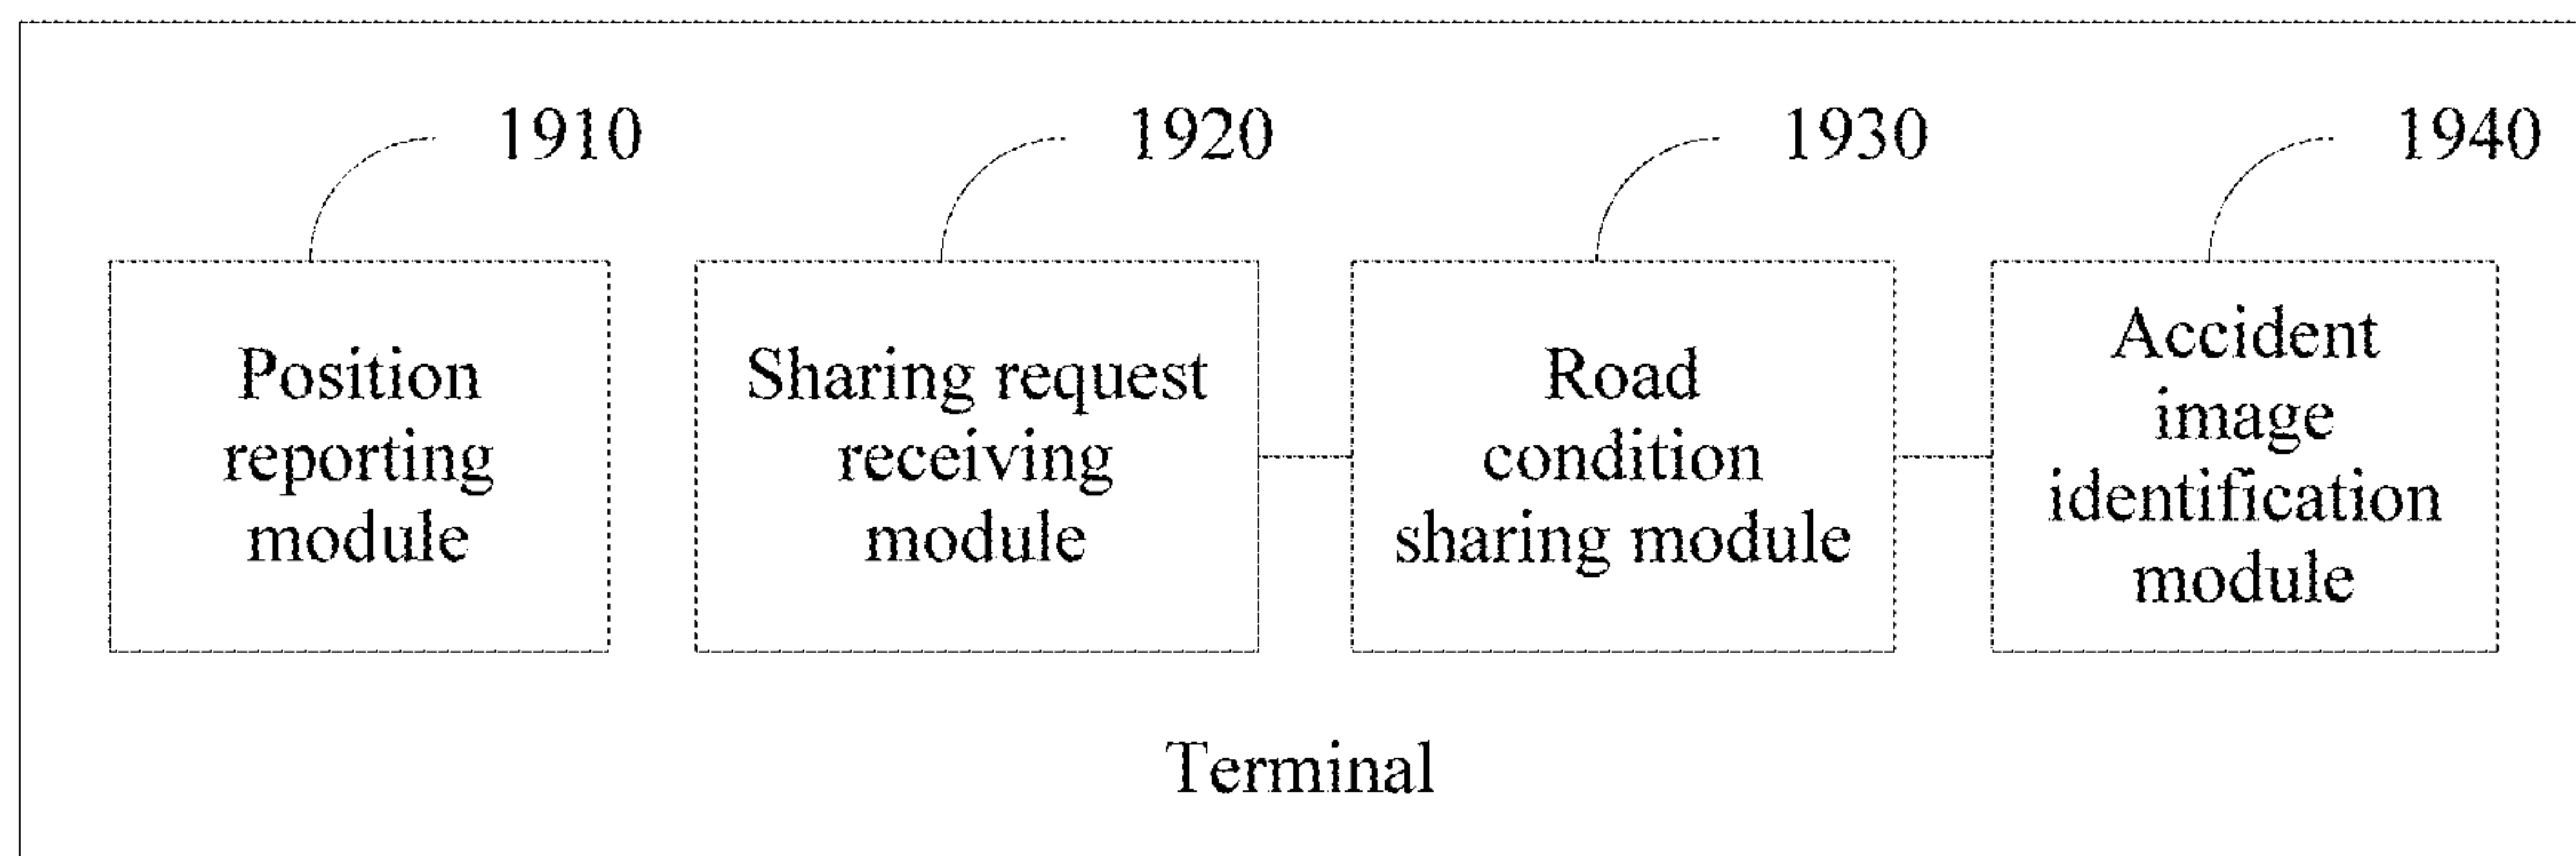 1910
1920
1930
1940
Position
reporting
module
Sharing request
receiving
module
Road
condition
sharing module
Accident
image
identification
module
Terminal